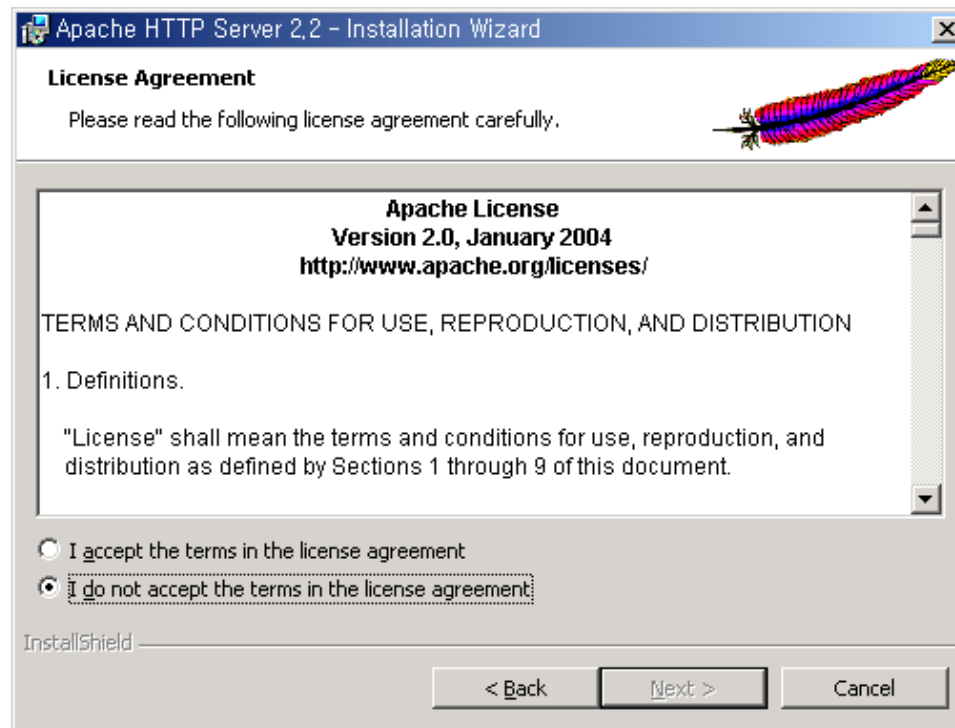 Apache HTTP Server 2,2 - Installation Wizard
License Agreement
Please read the following license agreement carefully.
Apache License
Version 2.0, January 2004
http://www.apache.org/licenses/
TERMS AND CONDITIONS FOR USE, REPRODUCTION, AND DISTRIBUTION
1. Definitions.
"License" shall mean the terms and conditions for use, reproduction, and
distribution as defined by Sections 1 through 9 of this document.
I accept the terms in the license agreement
I do not accept the terms in the license agreement
InstallShield
< Back
Next >
Cancel